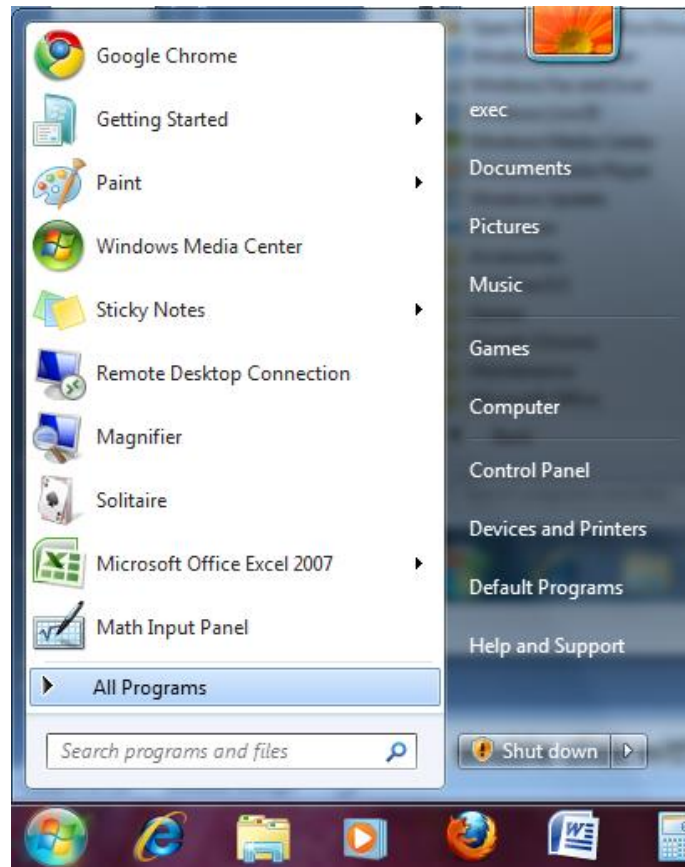 Google Chrome
Getting Started
Paint
Windows Media Center
Sticky Notes
Remote Desktop Connection
Magnifier
Solitaire
Microsoft Office Excel 2007
Math Input Panel
All Programs
Search programs and files
exec
Documents
Pictures
Music
Games
Computer
Control Panel
Devices and Printers
Default Programs
Help and Support
Shut down